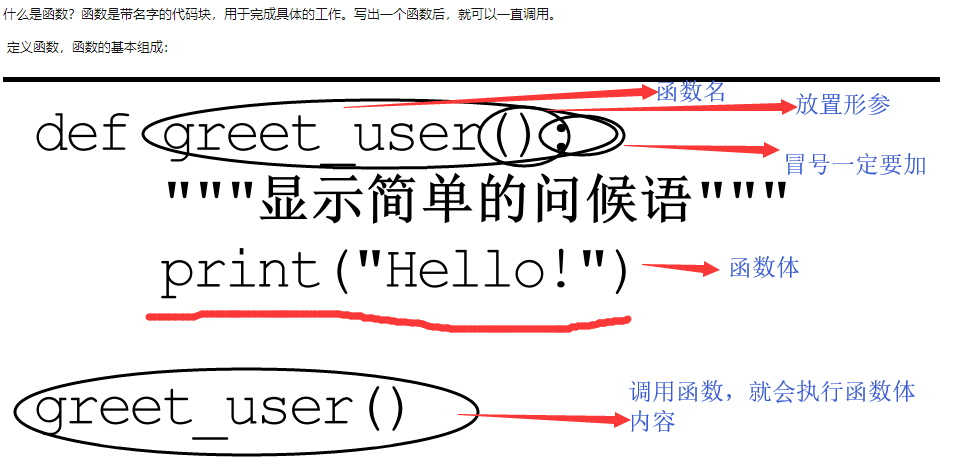 什么是函数？函数是带名字的代码块，用于完成具体的工作。写出一个函数后，就可以一直调用。
定义函数，函数的基本组成：
函数名
放置形参
def greet_user():
冒号一定要加
"""显示简单的问候语"""
print("Hello!")
函数体
greet_user()
调用函数，就会执行函数体
内容